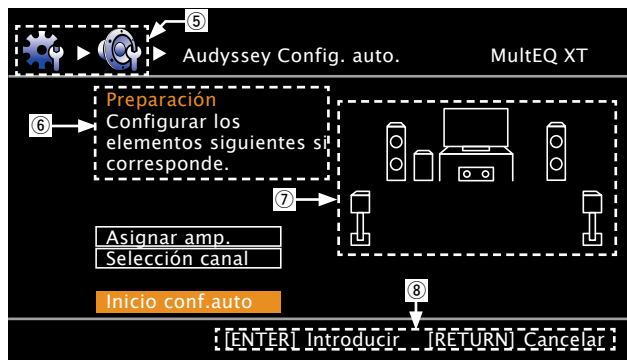 ⑤
Audyssey Config. auto. MultEQ XT
Preparación
⑥ Configurar los
elementos siguientes si
corresponde.
⑦
Asignar amp.
Selección canal
Inicio conf.auto
⑧
[ENTER] Introducir [RETURN] Cancelar